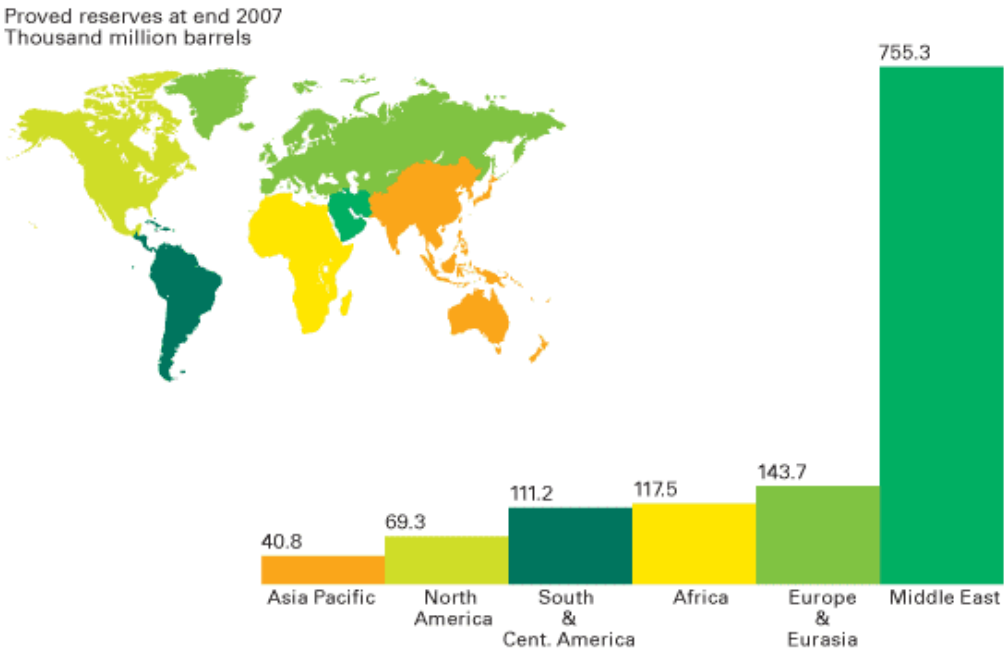 Proved reserves at end 2007
Thousand million barrels
755.3
143.7
117.5
111.2
69.3
40.8
Asia Pacific
North
America
South
&
Cent. America
Africa
Europe
&
Eurasia
Middle East